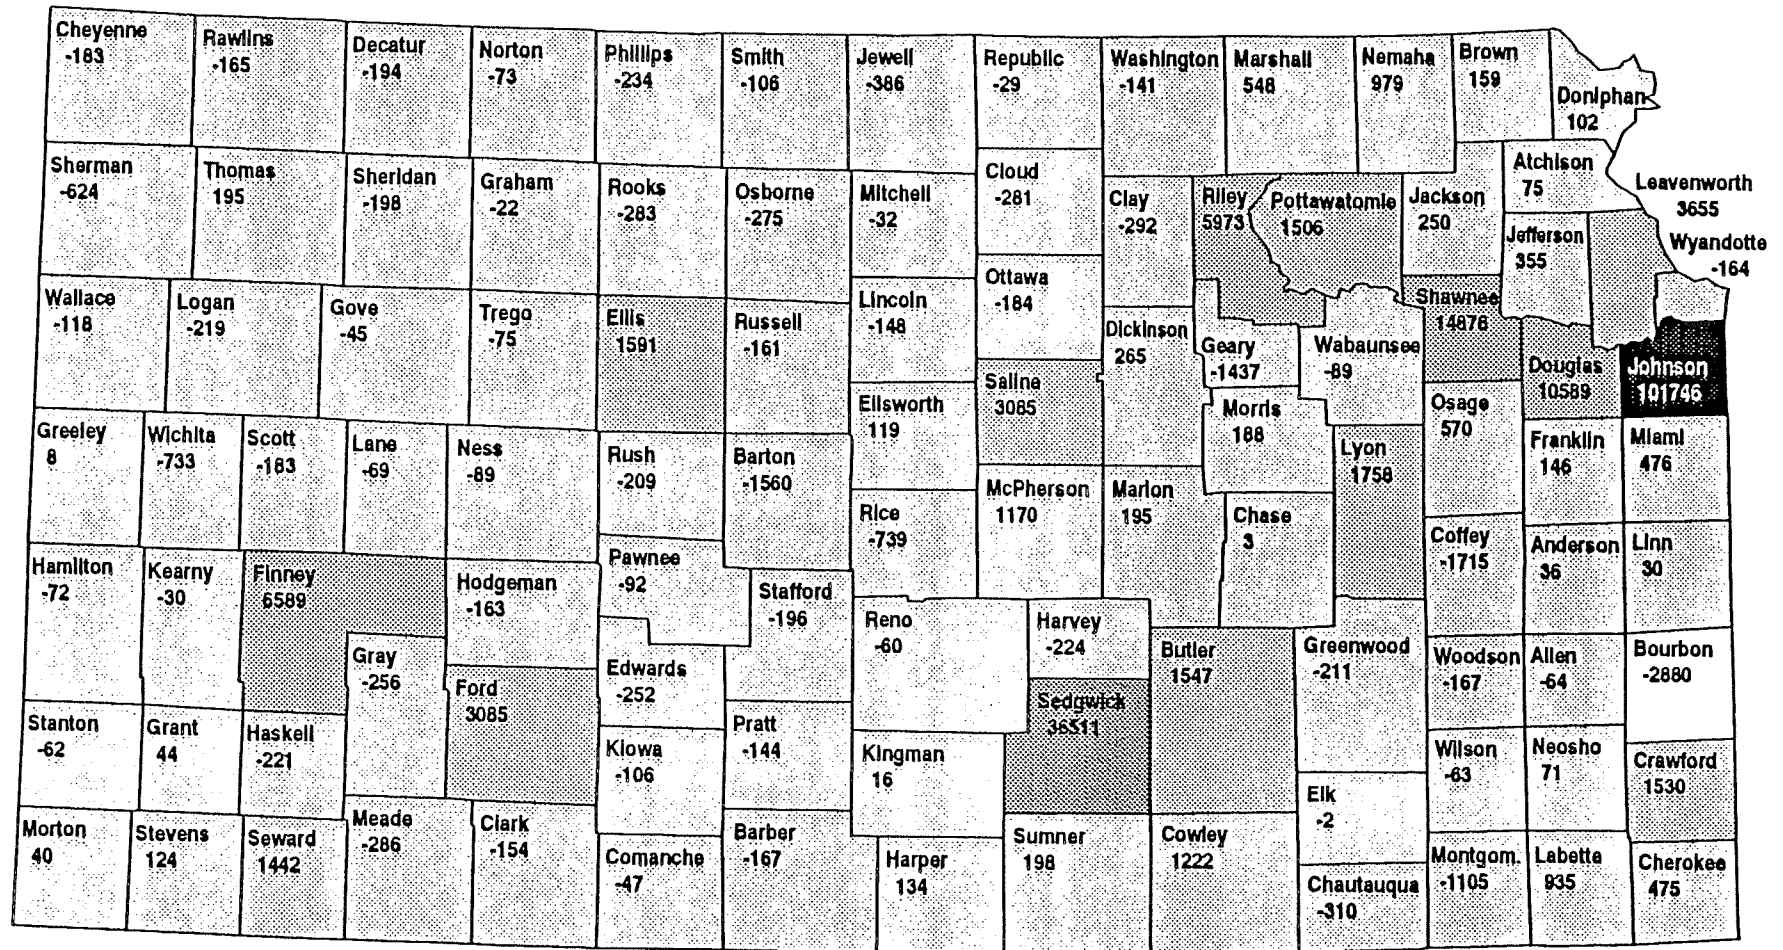 Cheyenne
-183
Rawlins
-165
Decatur
-194
Norton
-73
Phillips
-234
Smith
-106
Jewell
-386
Republic
-29
Washington
-141
Marshall
548
Nemaha
979
Brown
159
Doniphan
102
Sherman
-624
Thomas
195
Sheridan
-198
Graham
-22
Rooks
-283
Osborne
-275
Mitchell
-32
Cloud
-281
Clay
-292
Riley
5973
Pottawatomie
1506
Jackson
250
Atchison
75
Leavenworth
3655
Jefferson
355
Wyandotte
-164
Wallace
-118
Logan
-219
Gove
-45
Trego
-75
Ellis
1591
Russell
-161
Lincoln
-148
Ottawa
-184
Dickinson
265
Geary
-1437
Wabaunsee
-89
Shawnee
14876
Douglas
10589
Johnson
101746
Saline
3085
Ellsworth
119
Morris
188
Osage
570
Greeley
8
Wichita
-733
Scott
-183
Lane
-69
Ness
-89
Rush
-209
Barton
-1560
Lyon
1758
Franklin
146
Miami
476
Rice
-739
McPherson
1170
Marion
195
Chase
3
Coffey
-1715
Anderson
36
Linn
30
Hamilton
-72
Kearny
-30
Finney
6589
Hodgeman
-163
Pawnee
-92
Stafford
-196
Reno
-60
Harvey
-224
Butler
1547
Greenwood
-211
Woodson
-167
Allen
-64
Bourbon
-2880
Gray
-256
Ford
3085
Edwards
-252
Sedgwick
36511
Stanton
-62
Grant
44
Haskell
-221
Kiowa
-106
Pratt
-144
Kingman
16
Wilson
-63
Neosho
71
Crawford
1530
Elk
-2
Morton
40
Stevens
124
Seward
1442
Meade
-286
Clark
-154
Comanche
-47
Barber
-167
Harper
134
Sumner
198
Cowley
1222
Chautauqua
-310
Montgom.
-1105
Labette
935
Cherokee
475